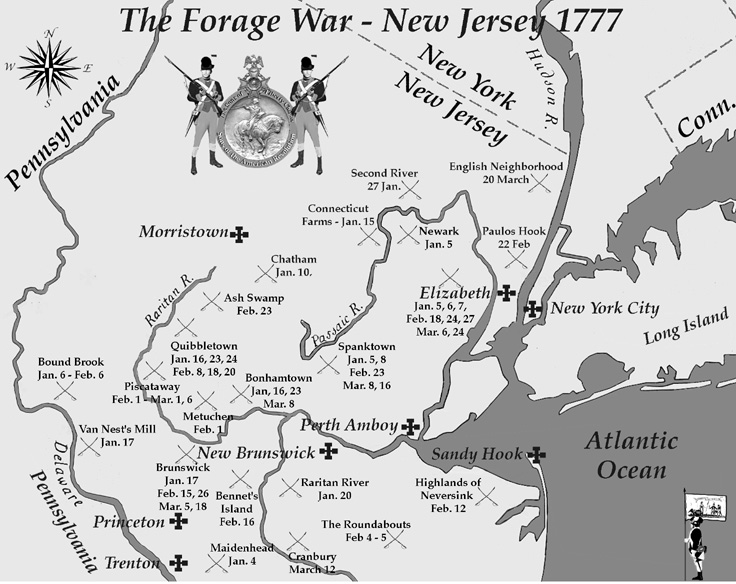 The Forage War - New Jersey 1777
N
W
E
S
Pennsylvania
New York
New Jersey
Hudson R.
Conn.
Second River
27 Jan.
English Neighborhood
20 March
Connecticut
Farms - Jan. 15
Newark
Jan. 5
Paulos Hook
22 Feb
Morristown
Chatham
Jan. 10,
Raritan R.
Ash Swamp
Feb. 23
Passaic R.
Elizabeth
Jan. 5, 6, 7,
Feb. 18, 24, 27
Mar. 6, 24
New York City
Long Island
Quibbletown
Jan. 16, 23, 24
Feb. 8, 18, 20
Spanktown
Jan. 5, 8
Feb. 23
Mar. 8, 16
Bound Brook
Jan. 6 - Feb. 6
Piscataway
Feb. 1 - Mar. 1, 6
Bonhamtown
Jan, 16, 23
Mar. 8
Metuchen
Feb. 1
Perth Amboy
Van Nest's Mill
Jan. 17
New Brunswick
Sandy Hook
Atlantic
Ocean
Delaware
Pennsylvania
Brunswick
Jan. 17
Feb. 15, 26
Mar. 5, 18
Bennet's
Island
Feb. 16
Raritan River
Jan. 20
Highlands of
Neversink
Feb. 12
Princeton
The Roundabouts
Feb 4 - 5
Trenton
Maidenhead
Jan. 4
Cranbury
March 12